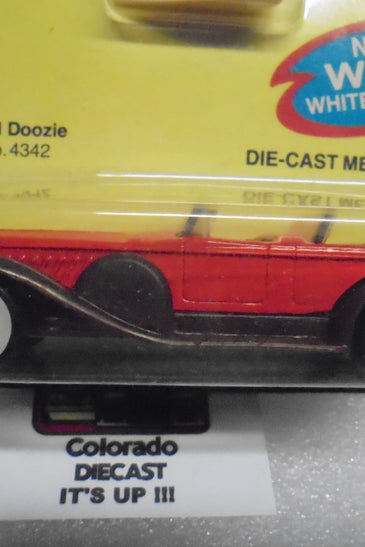 Doozie
4342
WHITE
DIE-CAST ME
Colorado
DIECAST
IT'S UP !!!